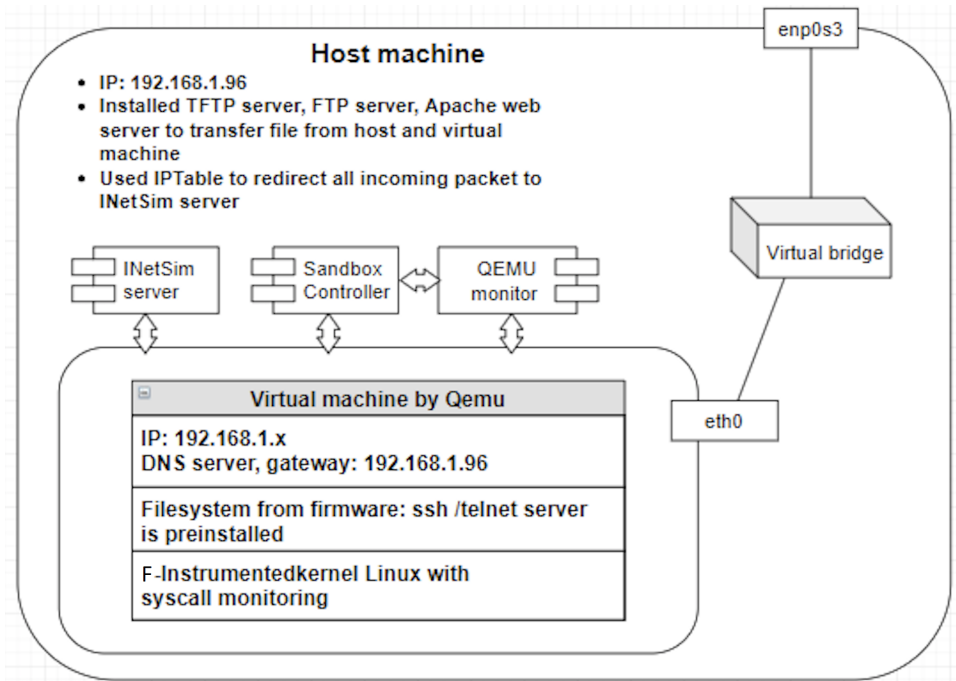 enp0s3
Host machine
• IP: 192.168.1.96
• Installed TFTP server, FTP server, Apache web
server to transfer file from host and virtual
machine
• Used IPTable to redirect all incoming packet to
INetSim server
Virtual bridge
INetSim
server
Sandbox
Controller
QEMU
monitor
Virtual machine by Qemu
eth0
IP: 192.168.1.x
DNS server, gateway: 192.168.1.96
Filesystem from firmware: ssh /telnet server
is preinstalled
F-Instrumentedkernel Linux with
syscall monitoring